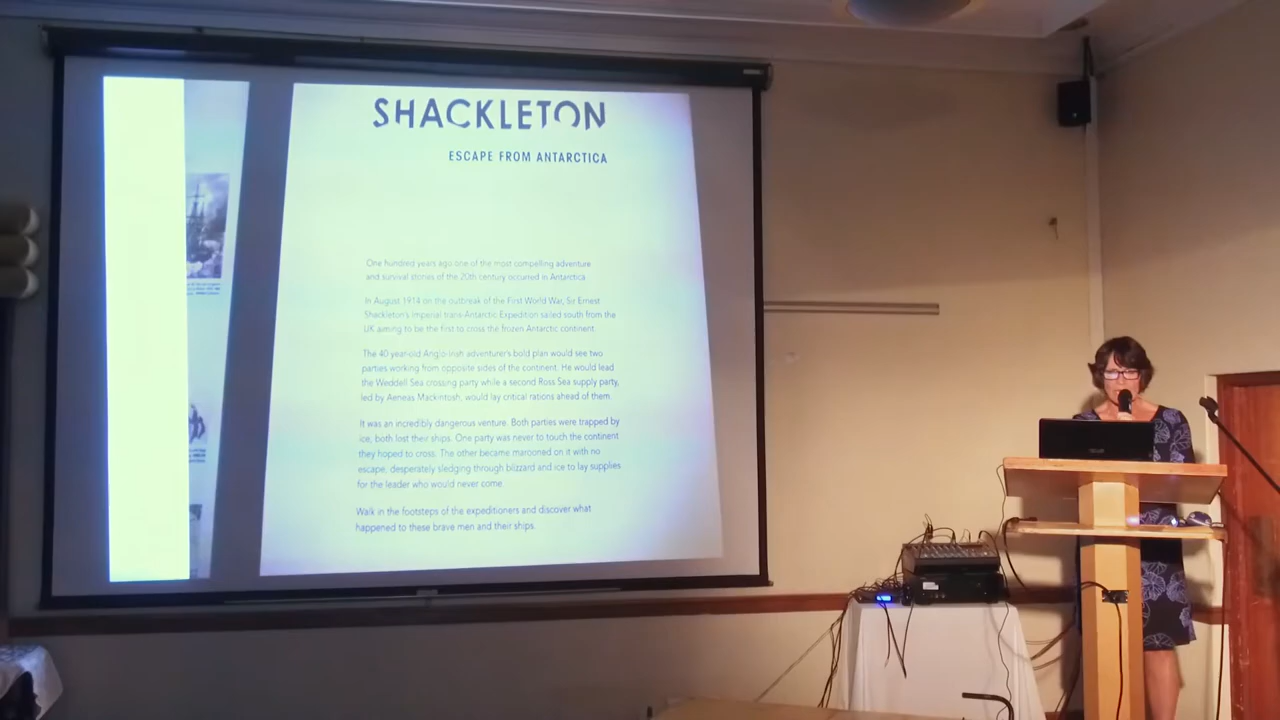 SHACKLETON
ESCAPE FROM ANTARCTICA
One hundred years ago one of the most compelling adventure
and survival stories of the 20th century occurred in Antarctica
In August 1914 on the outbreak of the First World War, Sir Ernest
Shackleton's Imperial trans-Antarctic Expedition sailed south from the
UK aiming to be the first to cross the frozen Antarctic continent.
The 40 year-old Anglo-Irish adventurer's bold plan would see two
parties working from opposite sides of the continent. He would lead
the Weddell Sea crossing party while a second Ross Sea supply party,
led by Aeneas Mackintosh, would lay critical rations ahead of them.
It was an incredibly dangerous venture. Both parties were trapped by
ice, both lost their ships. One party was never to touch the continent
they hoped to cross. The other became marooned on it with no
escape, desperately sledging through blizzard and ice to lay supplies
for the leader who would never come.
Walk in the footsteps of the expeditioners and discover what
happened to these brave men and their ships.